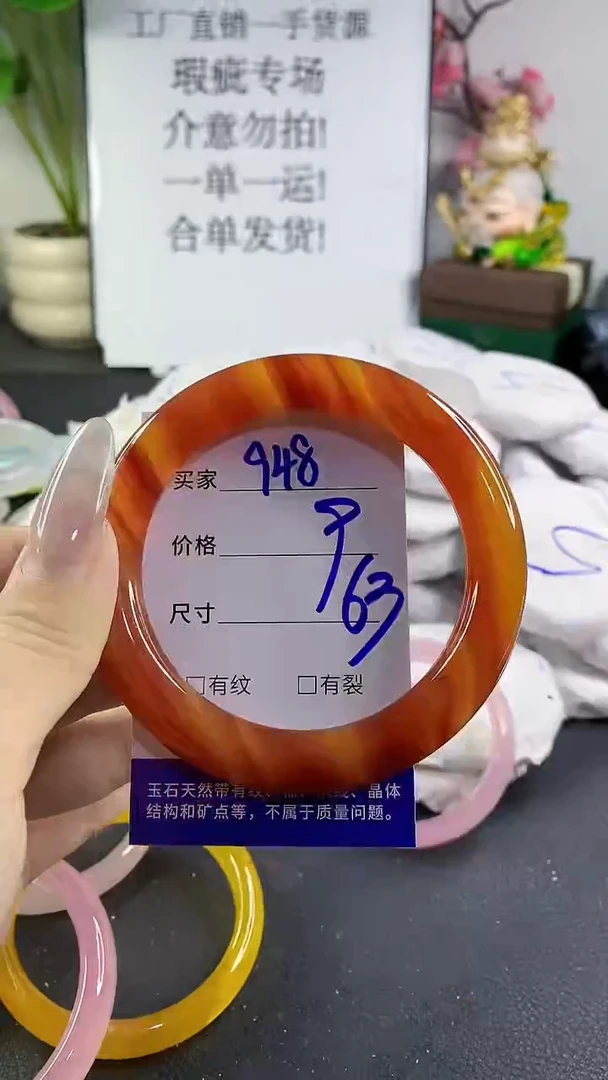 工厂直销一手货源
瑕疵专场
介意勿拍!
一单一运!
合单发货!
买家 948
价格
尺寸 63
□有纹 □有裂
玉石天然带有纹、晶体
结构和矿点等，不属于质量问题。